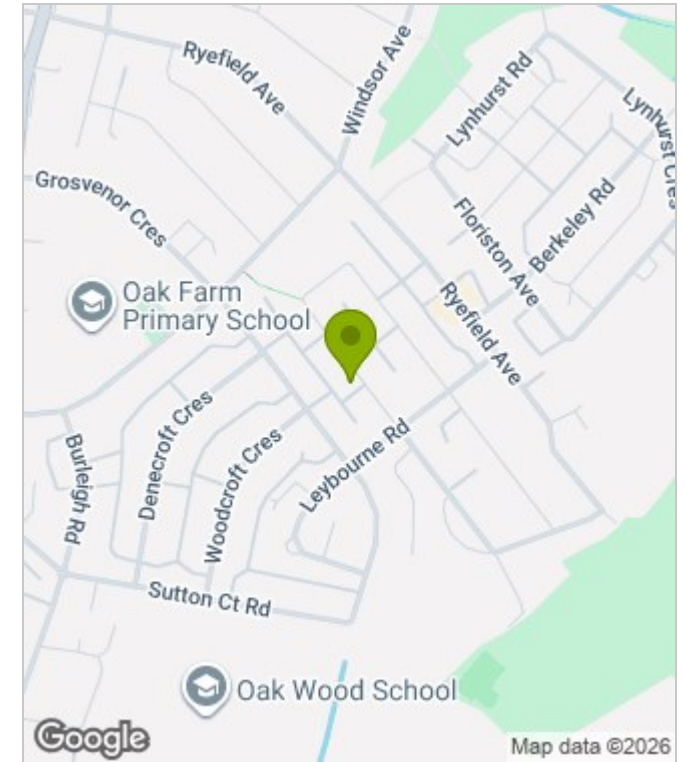 Ryefield Ave
Windsor Ave
Lynhurst Rd
Lynhurst Cres
Grosvenor Cres
Berkeley Rd
Floriston Ave
Oak Farm
Primary School
Ryefield Ave
Denecroft Cres
Woodcroft Cres
Leybourne Rd
Burleigh Rd
Sutton Ct Rd
Oak Wood School
Google
Map data ©2026